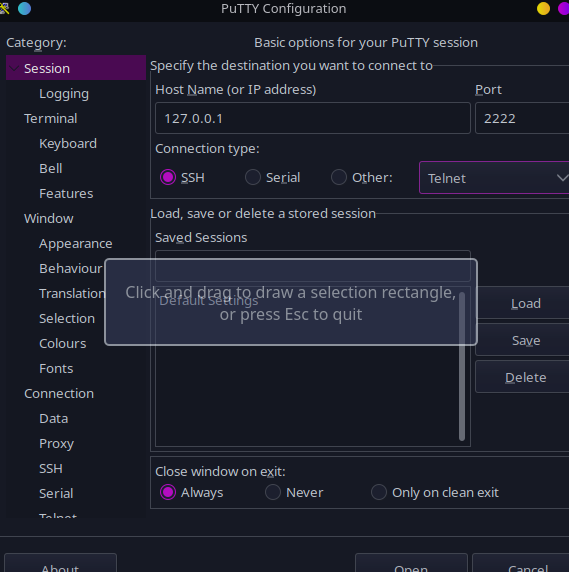 PuTTY Configuration
Category:
Basic options for your PuTTY session
Session
Logging
Terminal
Keyboard
Bell
Features
Window
Appearance
Behaviour
Translation
Selection
Colours
Fonts
Connection
Data
Proxy
SSH
Serial
Telnet
Specify the destination you want to connect to
Host Name (or IP address)
Port
127.0.0.1
2222
Connection type:
SSH
Serial
Other:
Telnet
Load, save or delete a stored session
Saved Sessions
Default Settings
Click and drag to draw a selection rectangle,
or press Esc to quit
Load
Save
Delete
Close window on exit:
Always
Never
Only on clean exit
About
Open
Cancel